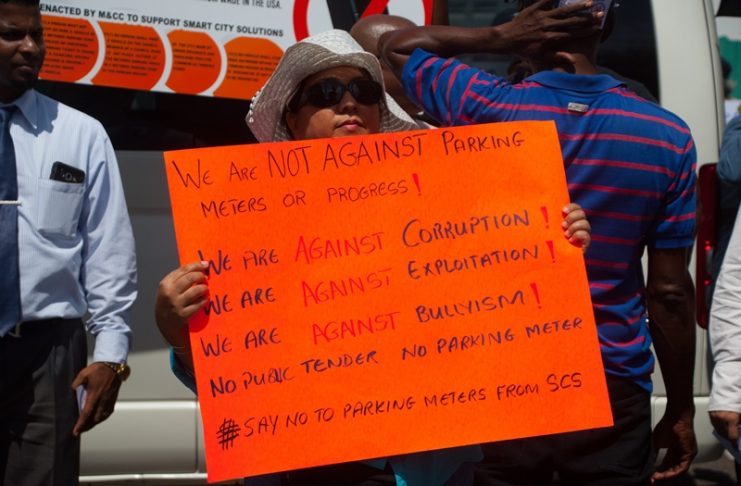 MADE IN THE USA.
ENACTED BY M&CC TO SUPPORT SMART CITY SOLUTIONS
WE ARE NOT AGAINST PARKING
METERS OR PROGRESS!
WE ARE AGAINST CORRUPTION!
WE ARE AGAINST EXPLOITATION!
WE ARE AGAINST BULLYISM!
NO PUBLIC TENDER NO PARKING METER
#SAY NO TO PARKING METERS FROM SCS